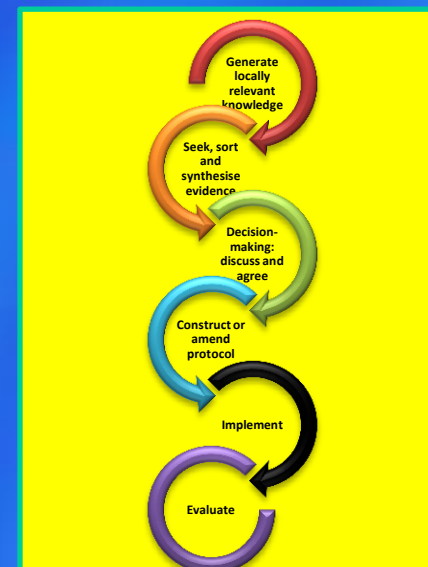 Generate
locally
relevant
knowledge
Seek, sort
and
synthesise
evidence
Decision-
making:
discuss and
agree
Construct or
amend
protocol
Implement
Evaluate